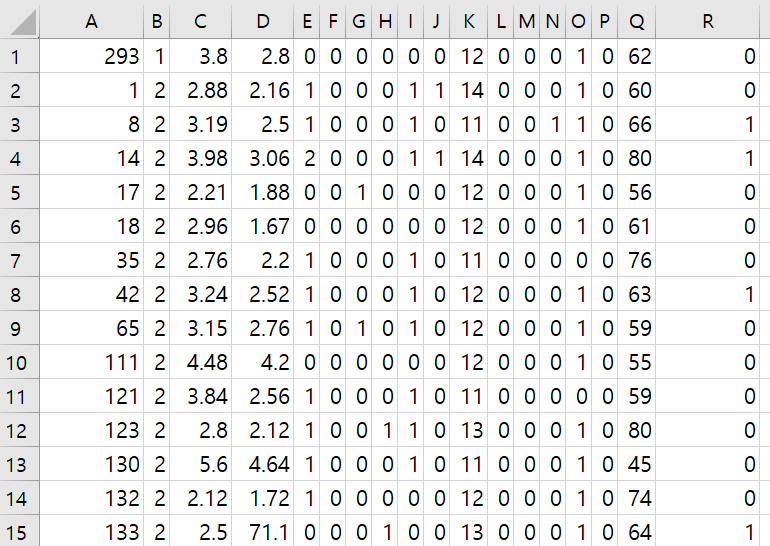 A B C D E F G H I J K L M N O P Q R
1 293 1 3.8 2.8 0 0 0 0 0 0 12 0 0 0 1 0 62 0
2 1 2 2.88 2.16 1 0 0 0 1 1 14 0 0 0 1 0 60 0
3 8 2 3.19 2.5 1 0 0 0 1 0 11 0 0 1 1 0 66 1
4 14 2 3.98 3.06 2 0 0 0 1 1 14 0 0 0 1 0 80 1
5 17 2 2.21 1.88 0 0 1 0 0 0 12 0 0 0 1 0 56 0
6 18 2 2.96 1.67 0 0 0 0 0 0 12 0 0 0 1 0 61 0
7 35 2 2.76 2.2 1 0 0 0 1 0 11 0 0 0 0 0 76 0
8 42 2 3.24 2.52 1 0 0 0 1 0 12 0 0 0 1 0 63 1
9 65 2 3.15 2.76 1 0 1 0 1 0 12 0 0 0 1 0 59 0
10 111 2 4.48 4.2 0 0 0 0 0 0 12 0 0 0 1 0 55 0
11 121 2 3.84 2.56 1 0 0 0 1 0 11 0 0 0 0 0 59 0
12 123 2 2.8 2.12 1 0 0 1 1 0 13 0 0 0 1 0 80 0
13 130 2 5.6 4.64 1 0 0 0 1 0 11 0 0 0 1 0 45 0
14 132 2 2.12 1.72 1 0 0 0 0 0 12 0 0 0 1 0 74 0
15 133 2 2.5 71.1 0 0 0 1 0 0 13 0 0 0 1 0 64 1